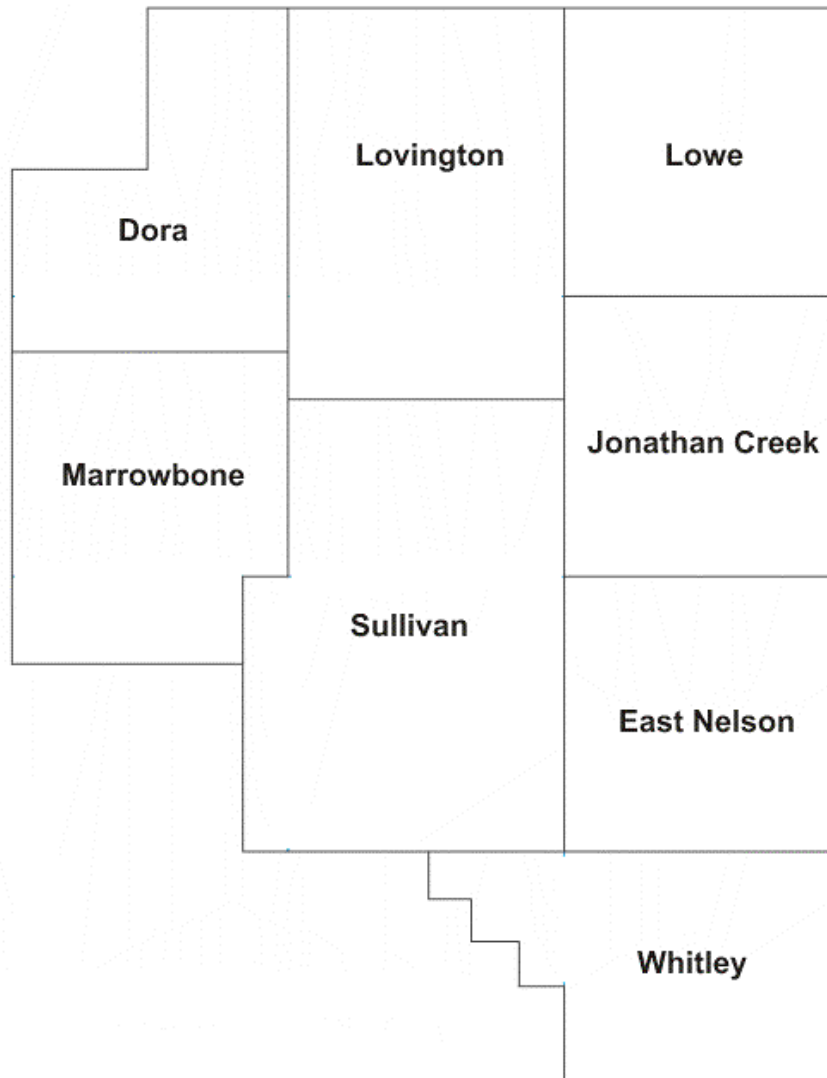 Lovington
Lowe
Dora
Jonathan Creek
Marrowbone
Sullivan
East Nelson
Whitley